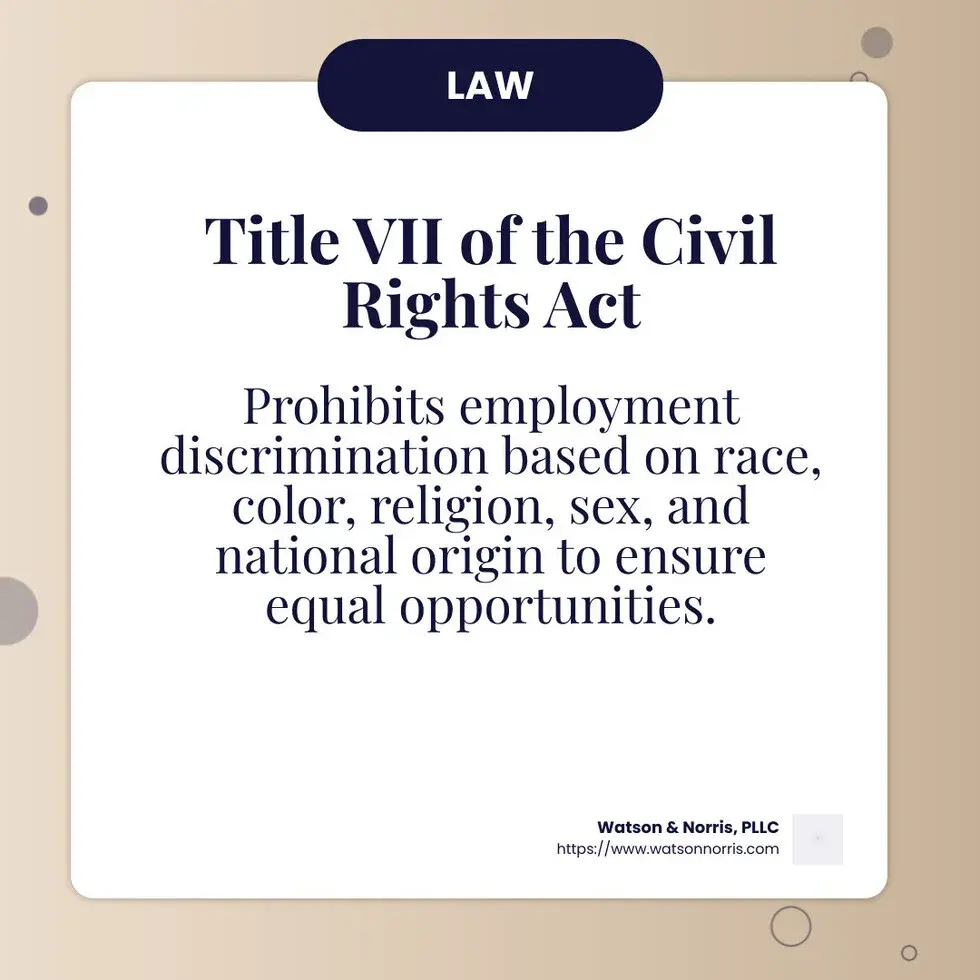 LAW
Title VII of the Civil
Rights Act
Prohibits employment
discrimination based on race,
color, religion, sex, and
national origin to ensure
equal opportunities.
Watson & Norris, PLLC
https://www.watsonnorris.com